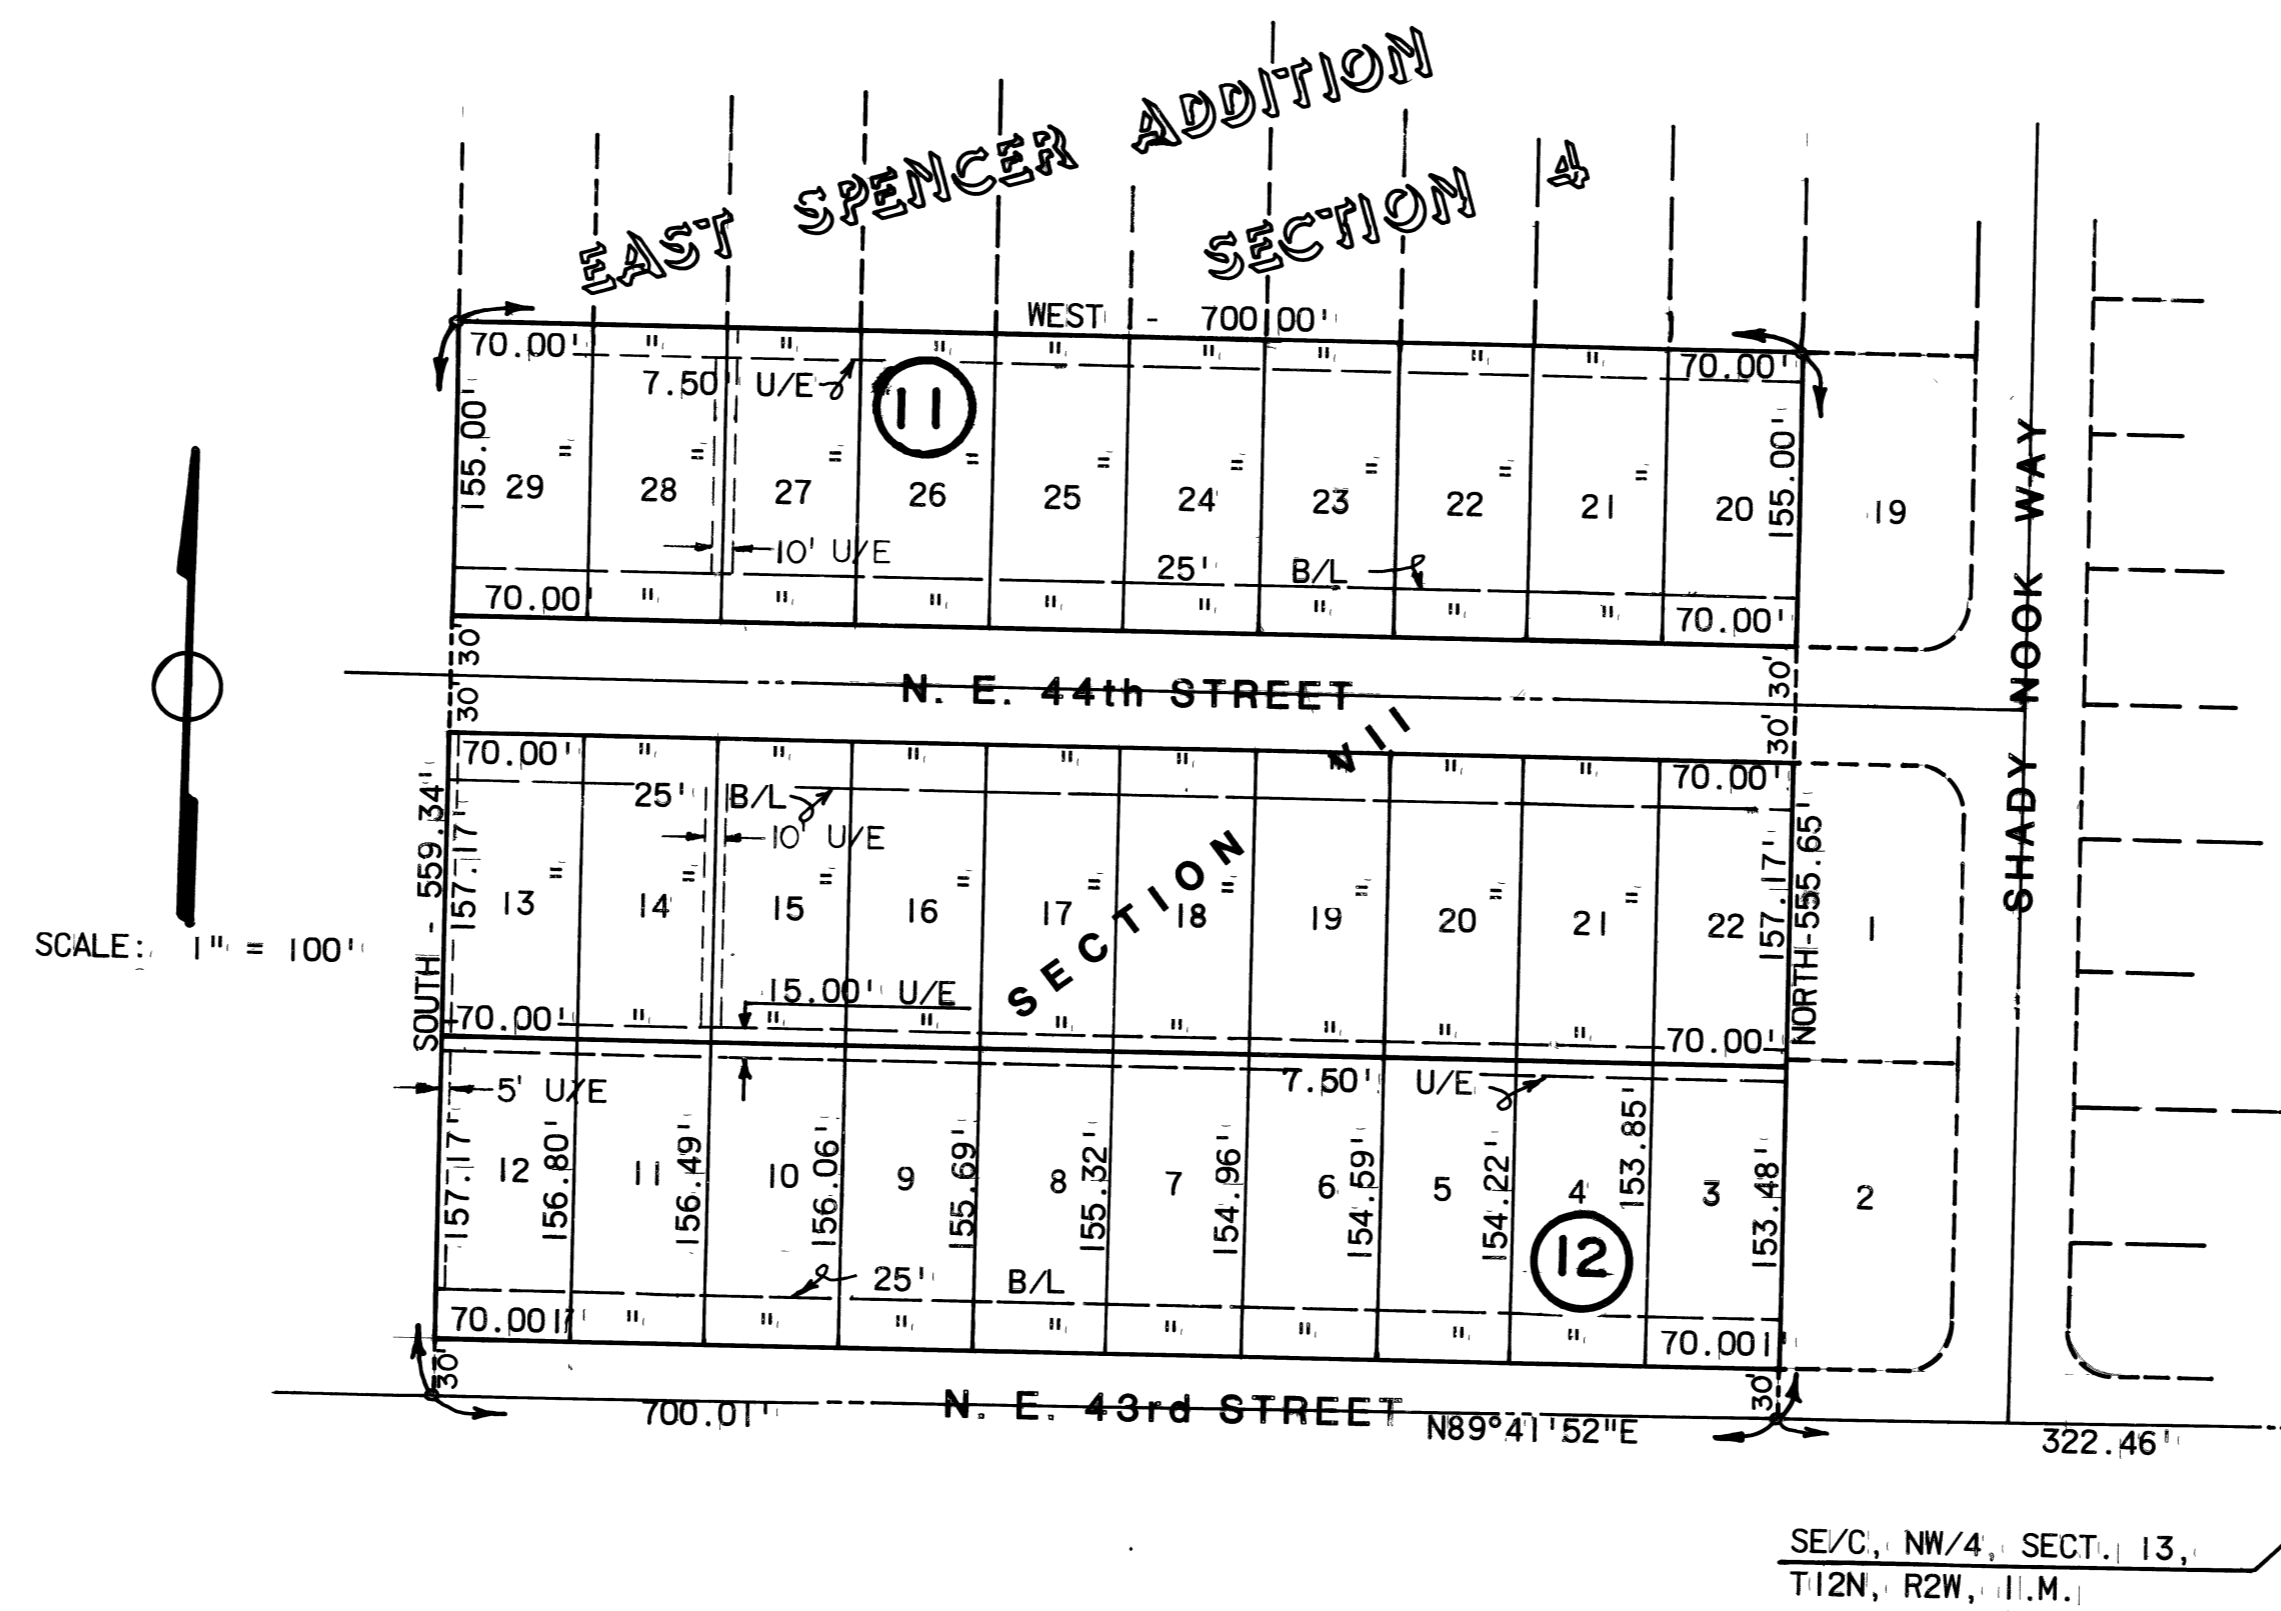 EAST SPENCER ADDITION
SECTION 4
WEST - 700.00'
70.00' " " " " " " " " 70.00'
7.50' U/E
11
155.00' = = = = = = = = = 155.00'
29 28 27 26 25 24 23 22 21 20 19
10' U/E
25' B/L
70.00' " " " " " " " " 70.00'
30' 30'
N. E. 44th STREET
30' 30'
SHADY NOOK WAY
70.00' " " " " " " " 70.00'
25' B/L
10' U/E
SOUTH - 559.34'
157.17' = = = = = = = = = 157.17'
NORTH - 555.65'
13 14 15 16 17 18 19 20 21 22 1
SECTION
SCALE: 1" = 100'
15.00' U/E
70.00' " " " " " " " " 70.00'
7.50' U/E
5' U/E
157.17' 156.80' 156.49' 156.06' 155.69' 155.32' 154.96' 154.59' 154.22' 153.85' 153.48'
12 11 10 9 8 7 6 5 4 3 2
12
25' B/L
70.001' " " " " " " " " 70.001'
30' 30'
N. E. 43rd STREET
700.01' N89°41'52"E 322.46'
SE/C, NW/4, SECT. 13,
T12N, R2W, I.M.